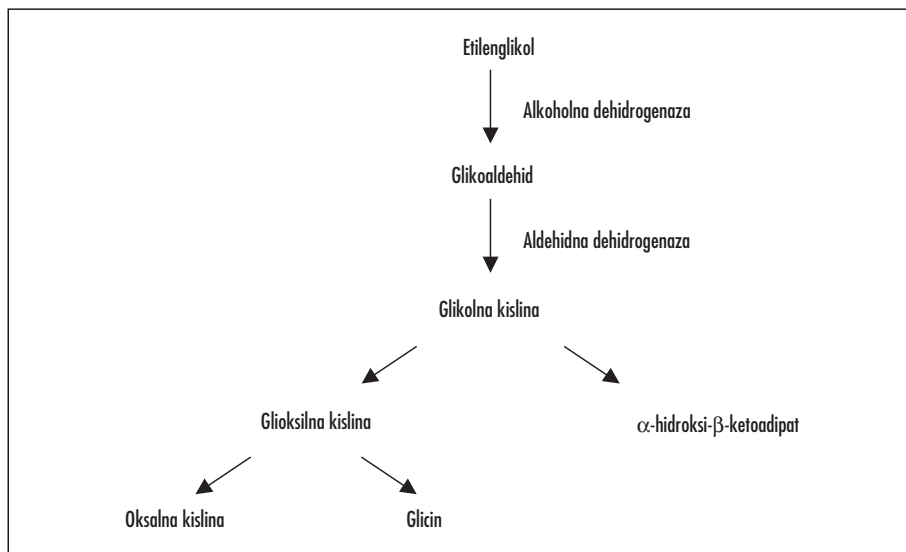 Etilenglikol
Alkoholna dehidrogenaza
Glikoaldehid
Aldehidna dehidrogenaza
Glikolna kislina
Glioksilna kislina
α-hidroksi-β-ketoadipat
Oksalna kislina
Glicin